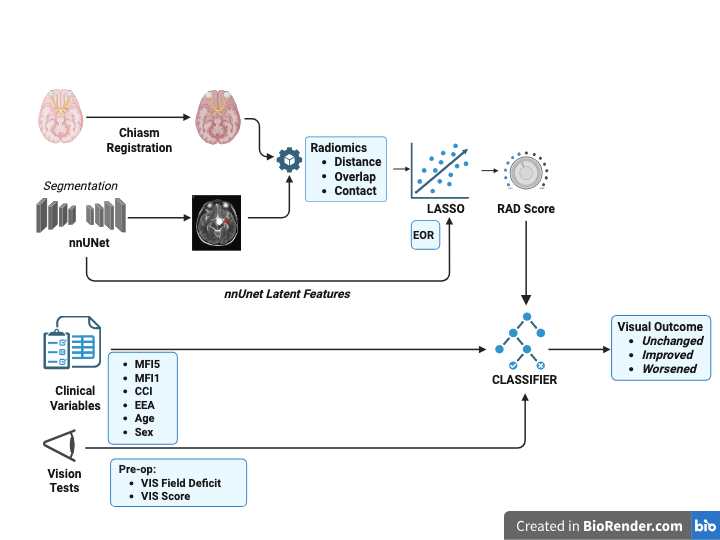 Chiasm
Registration
Segmentation
nnUNet
Radiomics
• Distance
• Overlap
• Contact
LASSO
RAD Score
EOR
nnUnet Latent Features
Clinical
Variables
• MFI5
• MFI1
• CCI
• EEA
• Age
• Sex
CLASSIFIER
Visual Outcome
• Unchanged
• Improved
• Worsened
Vision
Tests
Pre-op:
• VIS Field Deficit
• VIS Score
Created in BioRender.com bio